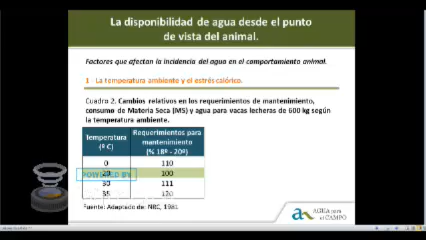 La disponibilidad de agua desde el punto
de vista del animal.
Factores que afectan la incidencia del agua en el comportamiento animal.
1 - La temperatura ambiente y el estrés calórico.
Cuadro 2. Cambios relativos en los requerimientos de mantenimiento,
consumo de Materia Seca (MS) y agua para vacas lecheras de 600 kg según
la temperatura ambiente.
Temperatura
(º C)
Requerimientos para
mantenimiento
(% 18º - 20º)
0 110
20 100
30 111
35 120
POWERED BY
Fuente: Adaptado de: NRC, 1981
AGUA para
el CAMPO